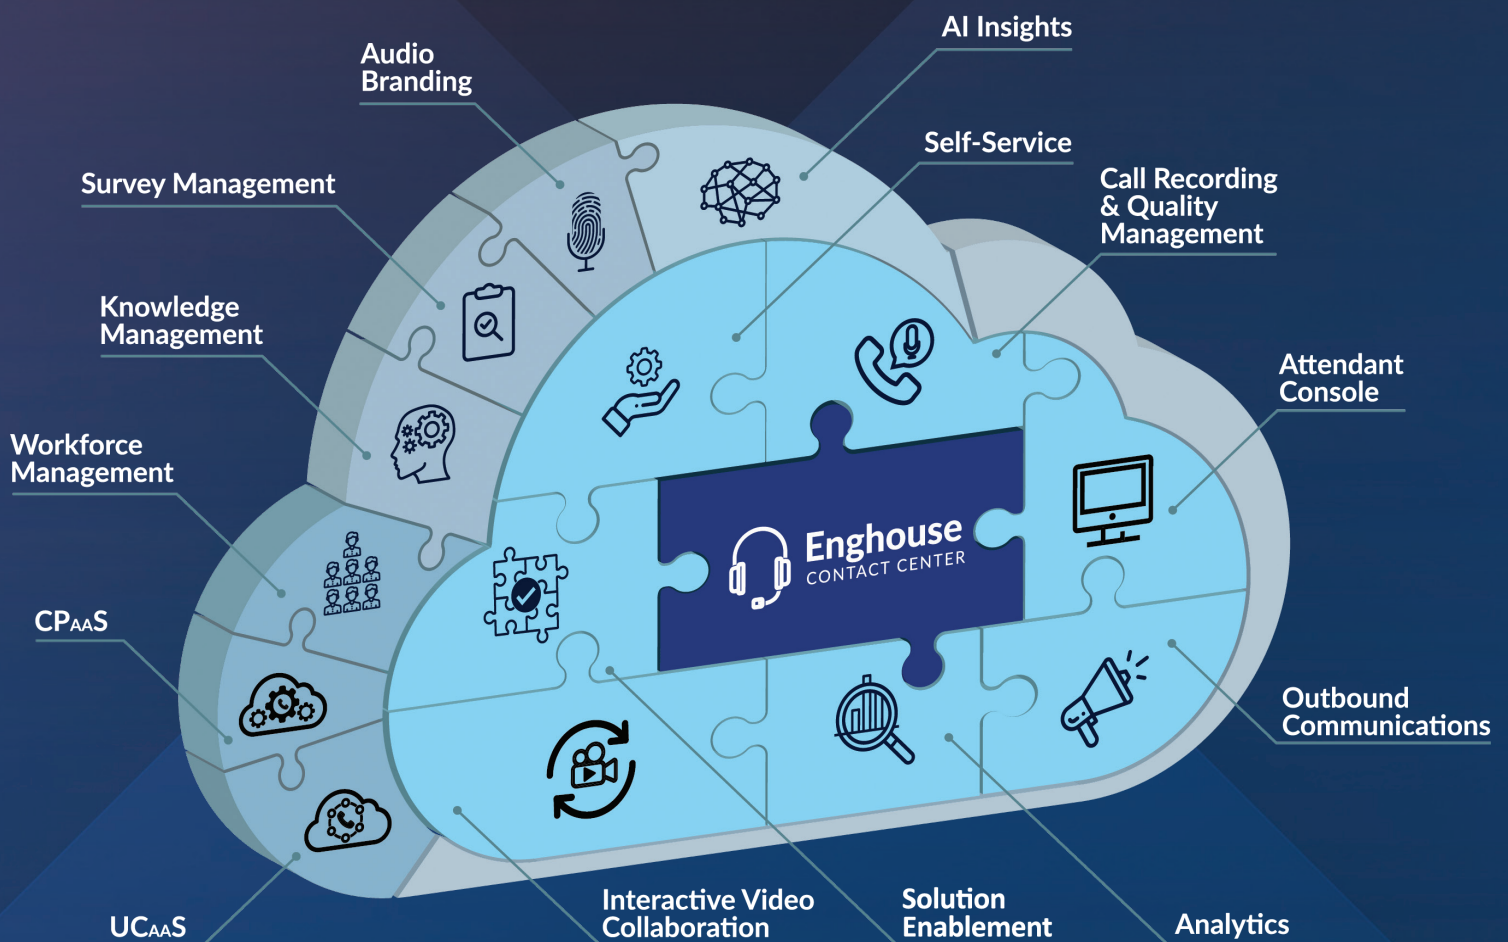 AI Insights
Audio
Branding
Self-Service
Survey Management
Call Recording
& Quality
Management
Knowledge
Management
Attendant
Console
Workforce
Management
Enghouse
CONTACT CENTER
CPAAS
Outbound
Communications
UCAAS
Interactive Video
Collaboration
Solution
Enablement
Analytics